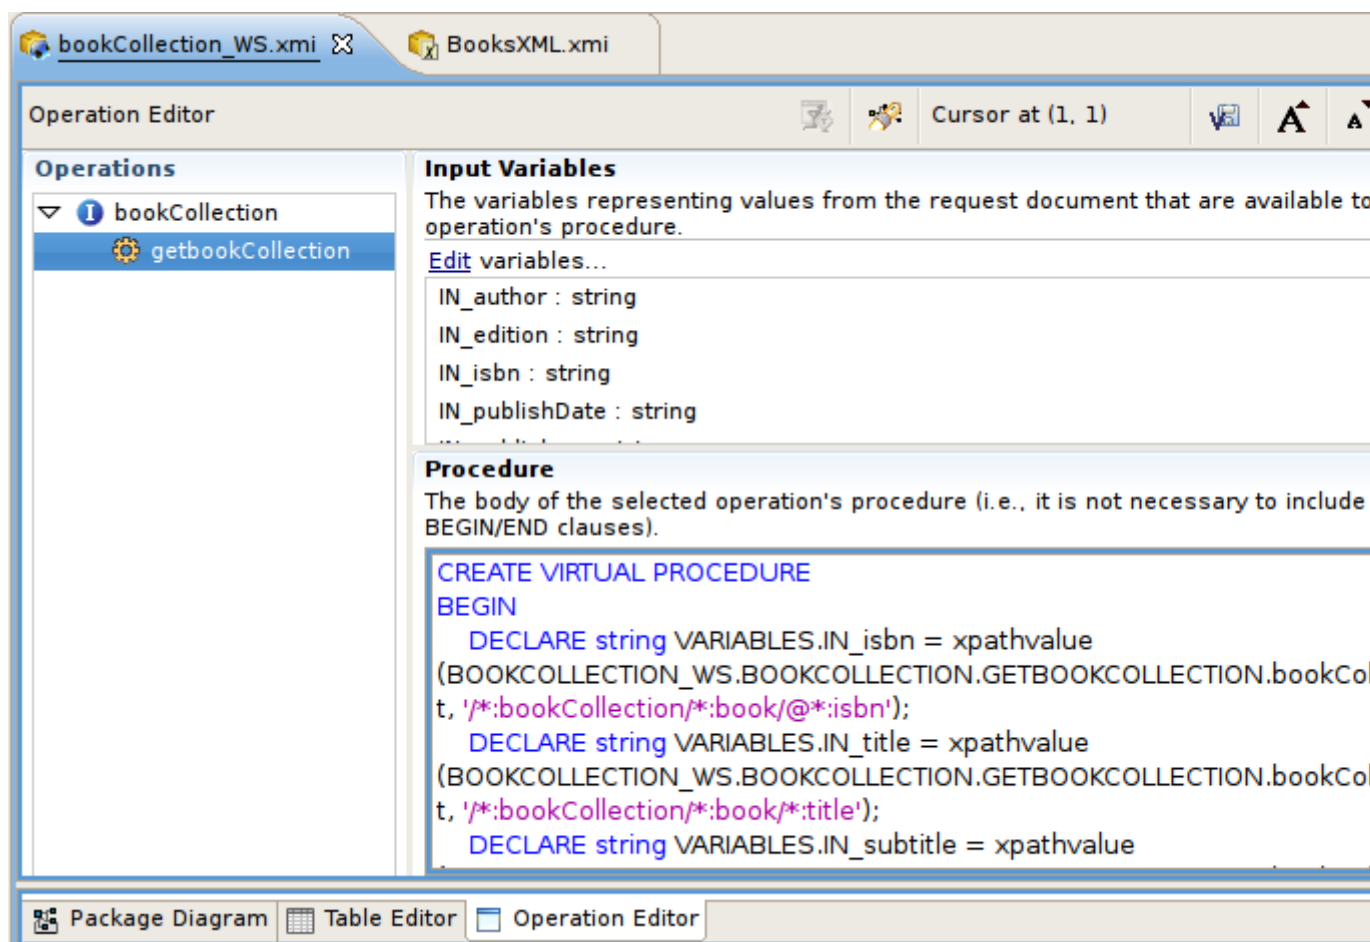 bookCollection_WS.xmi
BooksXML.xmi
Operation Editor
Cursor at (1, 1)
Operations
bookCollection
getbookCollection
Input Variables
The variables representing values from the request document that are available to
operation's procedure.
Edit variables...
IN_author : string
IN_edition : string
IN_isbn : string
IN_publishDate : string
Procedure
The body of the selected operation's procedure (i.e., it is not necessary to include
BEGIN/END clauses).
CREATE VIRTUAL PROCEDURE
BEGIN
DECLARE string VARIABLES.IN_isbn = xpathvalue
(BOOKCOLLECTION_WS.BOOKCOLLECTION.GETBOOKCOLLECTION.bookCol
t, '/*:bookCollection/*:book/@*:isbn');
DECLARE string VARIABLES.IN_title = xpathvalue
(BOOKCOLLECTION_WS.BOOKCOLLECTION.GETBOOKCOLLECTION.bookCol
t, '/*:bookCollection/*:book/*:title');
DECLARE string VARIABLES.IN_subtitle = xpathvalue
Package Diagram
Table Editor
Operation Editor